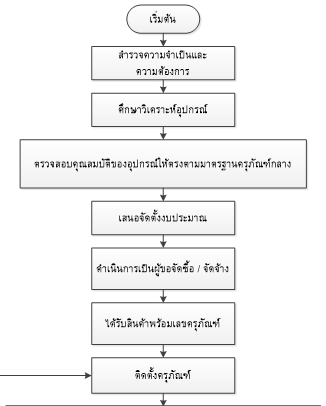 เริ่มต้น
สำรวจความจำเป็นและ
ความต้องการ
ศึกษาวิเคราะห์อุปกรณ์
ตรวจสอบคุณสมบัติของอุปกรณ์ให้ตรงตามมาตรฐานครุภัณฑ์กลาง
เสนอจัดตั้งงบประมาณ
ดำเนินการเป็นผู้ขอจัดซื้อ / จัดจ้าง
ได้รับสินค้าพร้อมเลขครุภัณฑ์
ติดตั้งครุภัณฑ์